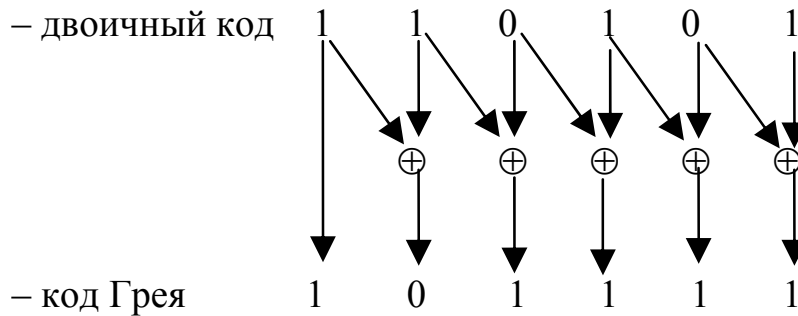 – двоичный код 1 1 0 1 0 1
⊕ ⊕ ⊕ ⊕ ⊕
– код Грея 1 0 1 1 1 1